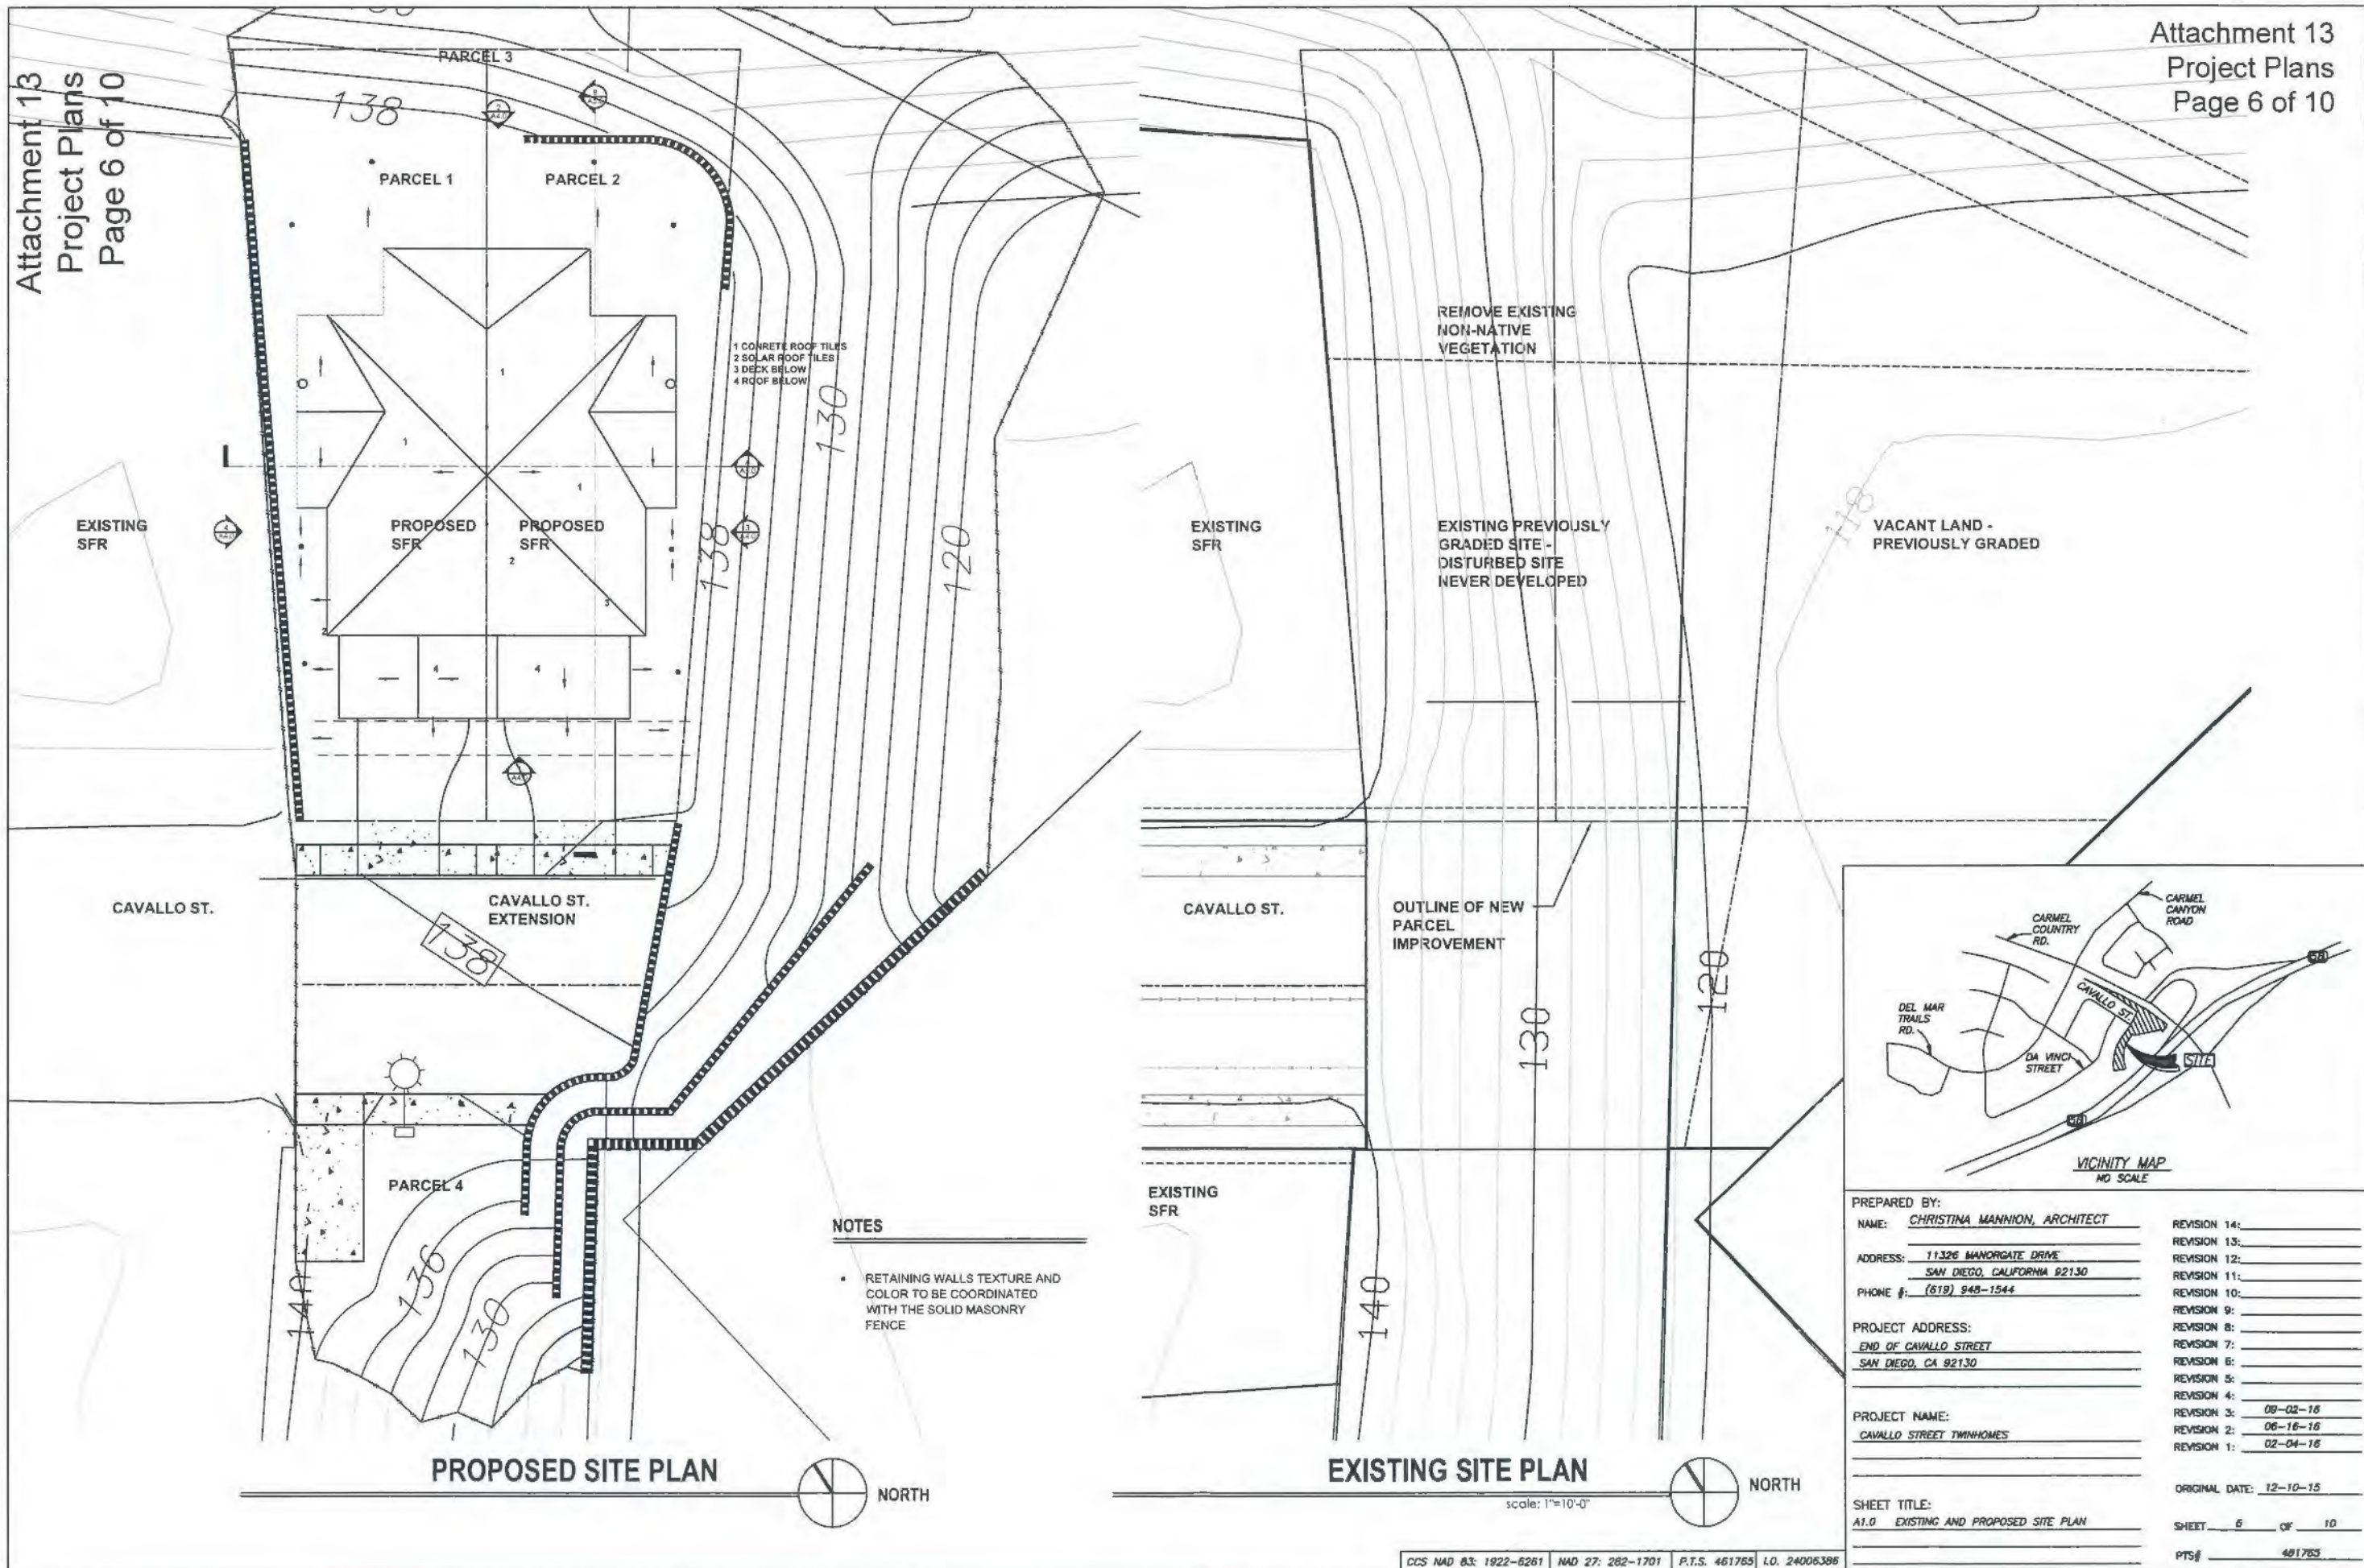 Attachment 13
Project Plans
Page 6 of 10
Attachment 13
Project Plans
Page 6 of 10
PARCEL 3
138
PARCEL 1
PARCEL 2
1 CONRETE ROOF TILES
2 SOLAR ROOF TILES
3 DECK BELOW
4 ROOF BELOW
130
138
120
EXISTING
SFR
PROPOSED
SFR
PROPOSED
SFR
1
1
1
2
3
2
4
4
CAVALLO ST.
CAVALLO ST.
EXTENSION
138
PARCEL 4
136
130
140
NOTES
• RETAINING WALLS TEXTURE AND
COLOR TO BE COORDINATED
WITH THE SOLID MASONRY
FENCE
PROPOSED SITE PLAN
NORTH
REMOVE EXISTING
NON-NATIVE
VEGETATION
EXISTING
SFR
EXISTING PREVIOUSLY
GRADED SITE -
DISTURBED SITE
NEVER DEVELOPED
118
VACANT LAND -
PREVIOUSLY GRADED
CAVALLO ST.
OUTLINE OF NEW
PARCEL
IMPROVEMENT
130
120
EXISTING
SFR
140
EXISTING SITE PLAN
scale: 1"=10'-0"
NORTH
CARMEL
CANYON
ROAD
CARMEL
COUNTRY
RD.
CAVALLO ST.
DEL MAR
TRAILS
RD.
DA VINCI
STREET
SITE
VICINITY MAP
NO SCALE
PREPARED BY:
NAME: CHRISTINA MANNION, ARCHITECT
ADDRESS: 11326 MANORGATE DRIVE
SAN DIEGO, CALIFORNIA 92130
PHONE #: (619) 948-1544
PROJECT ADDRESS:
END OF CAVALLO STREET
SAN DIEGO, CA 92130
PROJECT NAME:
CAVALLO STREET TWINHOMES
SHEET TITLE:
A1.0 EXISTING AND PROPOSED SITE PLAN
REVISION 14:
REVISION 13:
REVISION 12:
REVISION 11:
REVISION 10:
REVISION 9:
REVISION 8:
REVISION 7:
REVISION 6:
REVISION 5:
REVISION 4:
REVISION 3: 09-02-16
REVISION 2: 06-16-16
REVISION 1: 02-04-16
ORIGINAL DATE: 12-10-15
SHEET 6 OF 10
PTS# 461765
CCS NAD 83: 1922-6261 NAD 27: 282-1701 P.T.S. 461765 I.O. 24006386